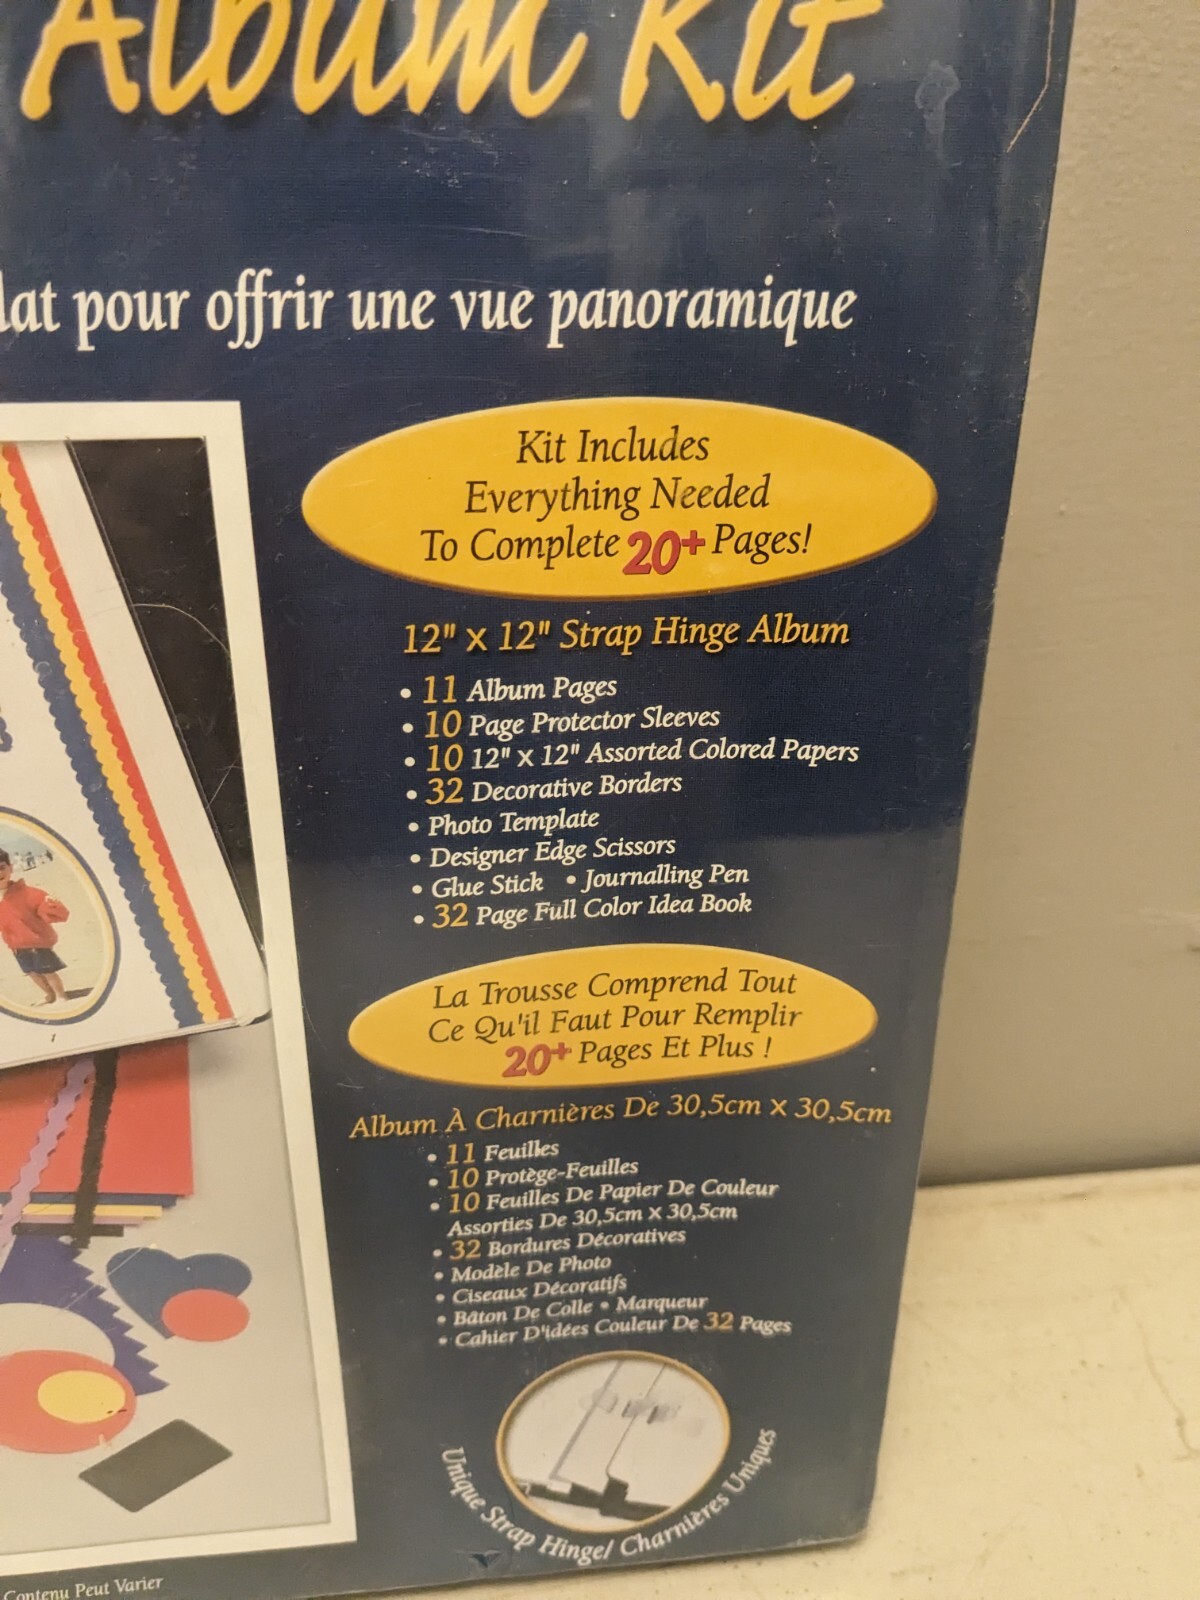 Album Kit
lat pour offrir une vue panoramique
Kit Includes
Everything Needed
To Complete 20+ Pages!
12" x 12" Strap Hinge Album
• 11 Album Pages
• 10 Page Protector Sleeves
• 10 12" x 12" Assorted Colored Papers
• 32 Decorative Borders
• Photo Template
• Designer Edge Scissors
• Glue Stick • Journalling Pen
• 32 Page Full Color Idea Book
La Trousse Comprend Tout
Ce Qu'il Faut Pour Remplir
20+ Pages Et Plus !
Album À Charnières De 30,5cm x 30,5cm
• 11 Feuilles
• 10 Protège-Feuilles
• 10 Feuilles De Papier De Couleur
Assorties De 30,5cm x 30,5cm
• 32 Bordures Décoratives
• Modèle De Photo
• Ciseaux Décoratifs
• Bâton De Colle • Marqueur
• Cahier D'idées Couleur De 32 Pages
Unique Strap Hinge/ Charnières Uniques
Contenu Peut Varier